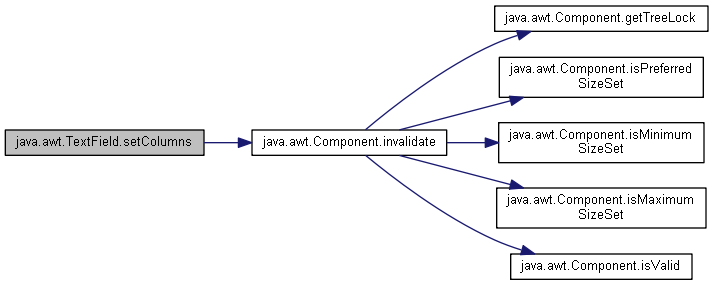 java.awt.Component.getTreeLock
java.awt.Component.isPreferred
SizeSet
java.awt.TextField.setColumns
java.awt.Component.invalidate
java.awt.Component.isMinimum
SizeSet
java.awt.Component.isMaximum
SizeSet
java.awt.Component.isValid